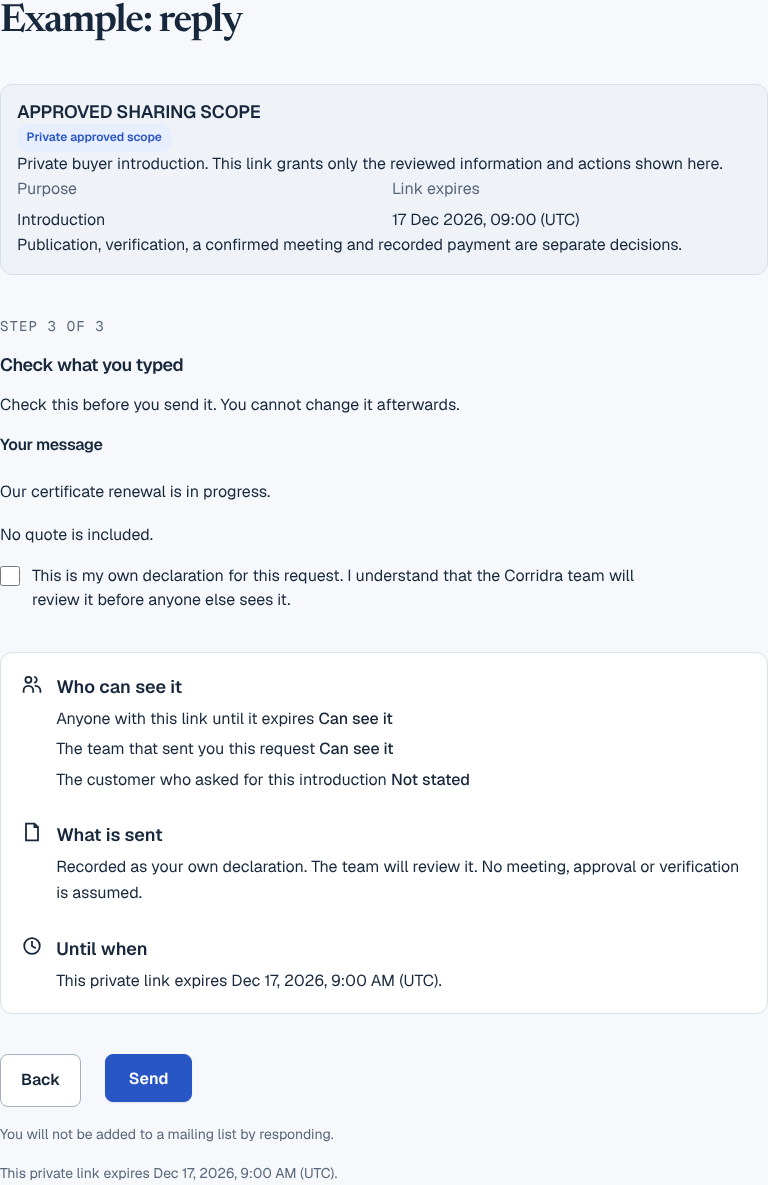 Example: reply
APPROVED SHARING SCOPE
Private approved scope
Private buyer introduction. This link grants only the reviewed information and actions shown here.
Purpose
Link expires
Introduction
17 Dec 2026, 09:00 (UTC)
Publication, verification, a confirmed meeting and recorded payment are separate decisions.
STEP 3 OF 3
Check what you typed
Check this before you send it. You cannot change it afterwards.
Your message
Our certificate renewal is in progress.
No quote is included.
This is my own declaration for this request. I understand that the Corridra team will
review it before anyone else sees it.
Who can see it
Anyone with this link until it expires Can see it
The team that sent you this request Can see it
The customer who asked for this introduction Not stated
What is sent
Recorded as your own declaration. The team will review it. No meeting, approval or verification
is assumed.
Until when
This private link expires Dec 17, 2026, 9:00 AM (UTC).
Back
Send
You will not be added to a mailing list by responding.
This private link expires Dec 17, 2026, 9:00 AM (UTC).